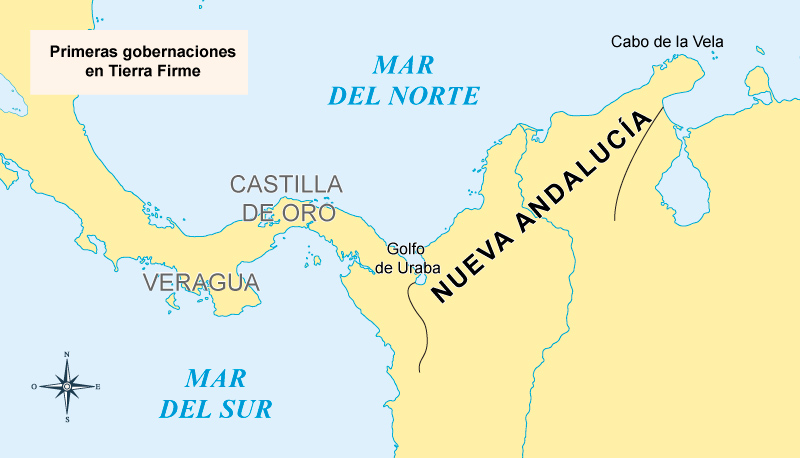 Primeras gobernaciones
en Tierra Firme
Cabo de la Vela
MAR
DEL NORTE
NUEVA ANDALUCÍA
CASTILLA
DE ORO
Golfo
de Uraba
VERAGUA
N
O
E
S
MAR
DEL SUR